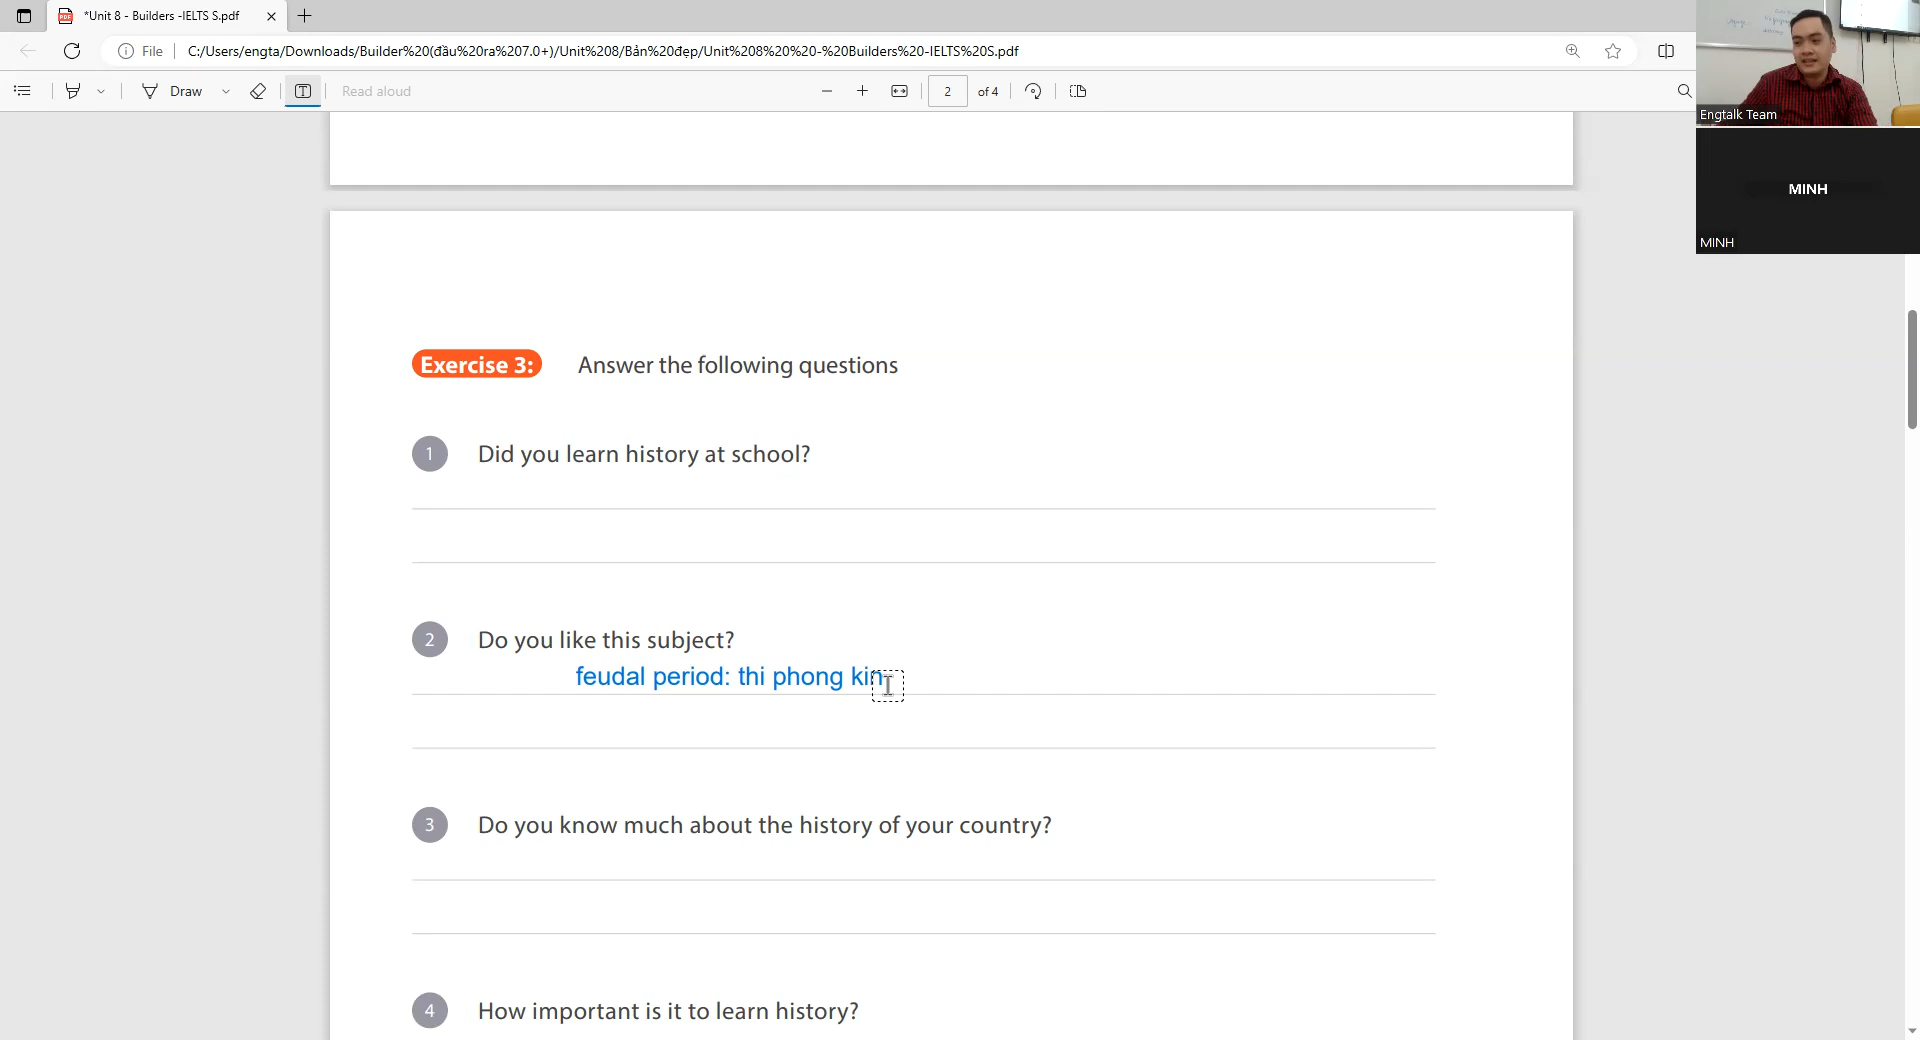 *Unit 8 - Builders -IELTS S.pdf
File
C:/Users/engta/Downloads/Builder%20(đầu%20ra%207.0+)/Unit%208/Bản%20đẹp/Unit%208%20%20-%20Builders%20-IELTS%20S.pdf
Draw
Read aloud
2 of 4
Engtalk Team
MINH
MINH
Exercise 3: Answer the following questions
1 Did you learn history at school?
2 Do you like this subject?
feudal period: thi phong kin
3 Do you know much about the history of your country?
4 How important is it to learn history?